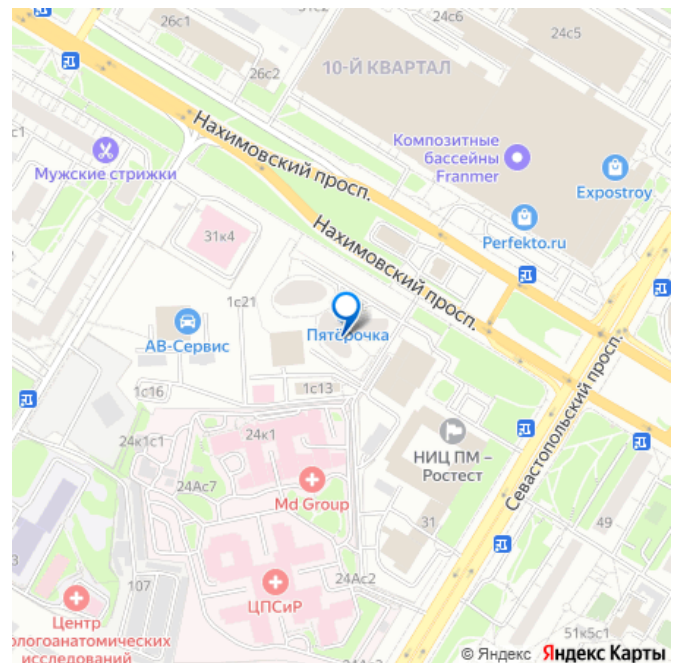 26с1
24с6
24с5
26с2
10-Й КВАРТАЛ
Нахимовский просп.
Композитные
бассейны
Franmer
Мужские стрижки
Expostroy
Perfekto.ru
31к4
Нахимовский просп.
1с21
Пятёрочка
АВ-Сервис
1с16
1с13
Севастопольский просп.
24к1с1
24к1
НИЦ ПМ –
Ростест
24Ас7
Md Group
31
49
24Ас2
107
ЦПСиР
Центр
ологоанатомических
исследований
51к5с1
© Яндекс Яндекс Карты